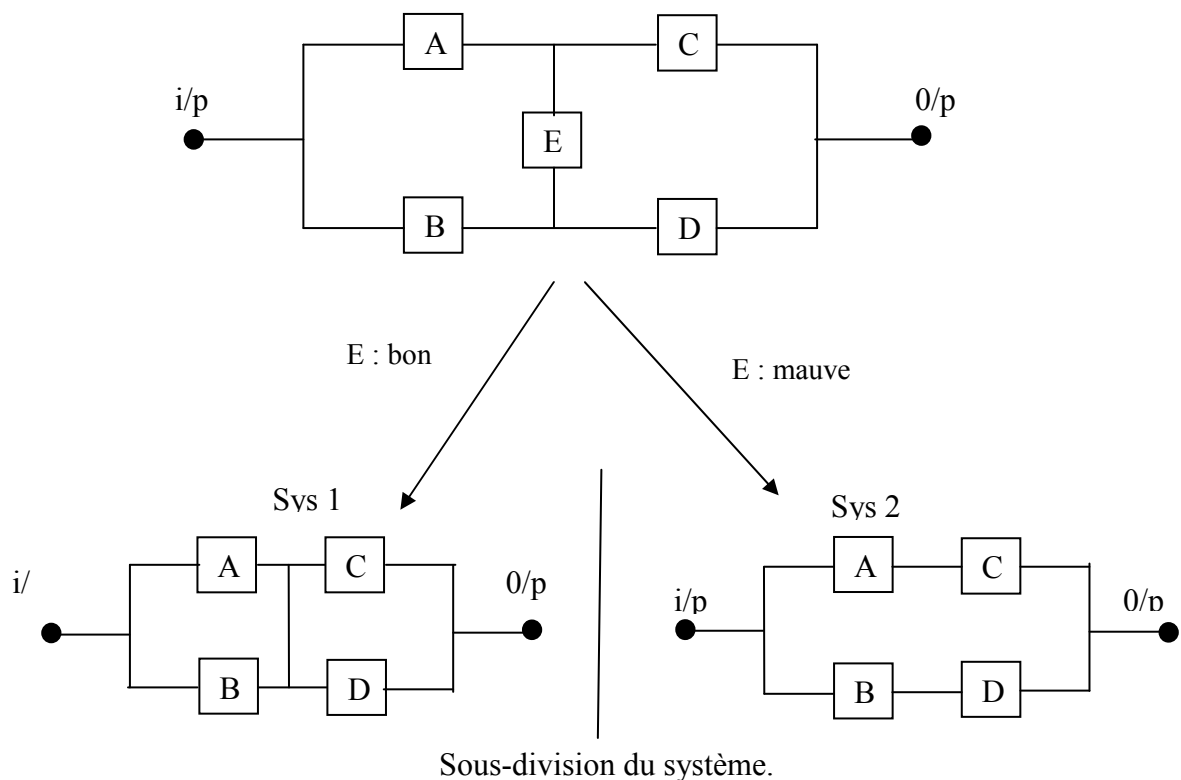 A C
i/p 0/p
E
B D
E : bon
E : mauve
Sys 1
Sys 2
A C
i/ 0/p
B D
A C
i/p 0/p
B D
Sous-division du système.